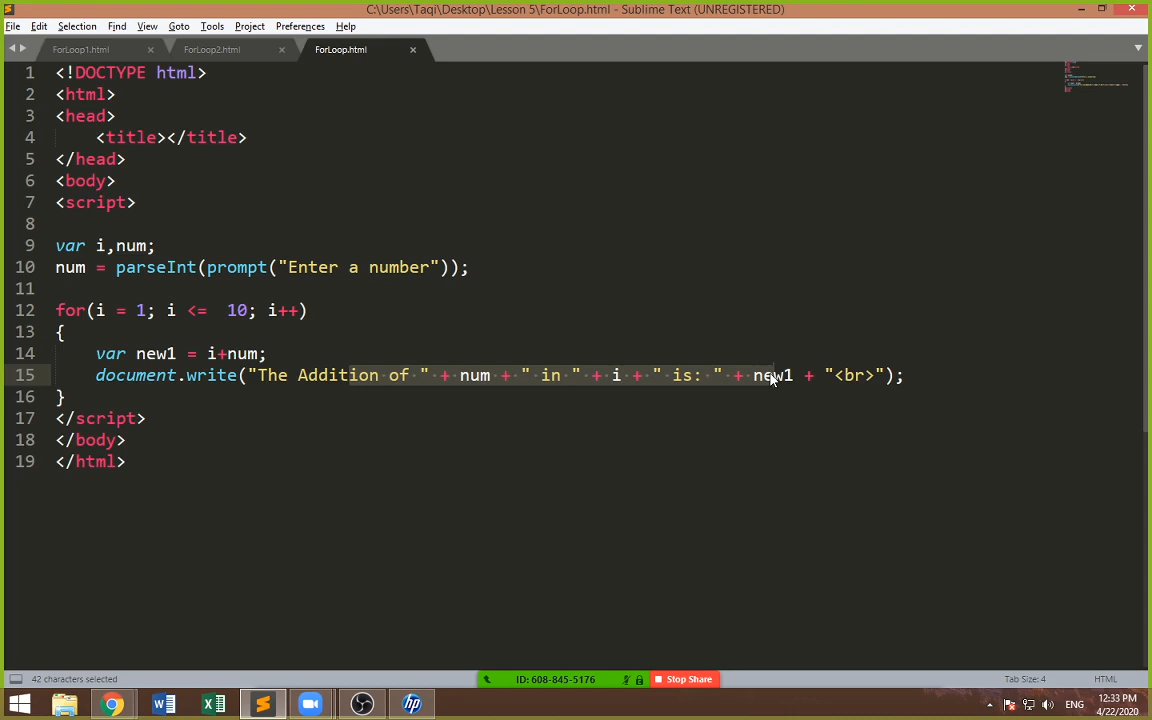 C:\Users\Taqi\Desktop\Lesson 5\ForLoop.html - Sublime Text (UNREGISTERED)
File Edit Selection Find View Goto Tools Project Preferences Help
ForLoop1.html ForLoop2.html ForLoop.html
1 <!DOCTYPE html>
2 <html>
3 <head>
4 <title></title>
5 </head>
6 <body>
7 <script>
8
9 var i,num;
10 num = parseInt(prompt("Enter a number"));
11
12 for(i = 1; i <=  10; i++)
13 {
14 var new1 = i+num;
15 document.write("The Addition of " + num + " in " + i + " is: " + new1 + "<br>");
16 }
17 </script>
18 </body>
19 </html>
42 characters selected ID: 608-845-5176 Stop Share Tab Size: 4 HTML
ENG 12:33 PM
4/22/2020